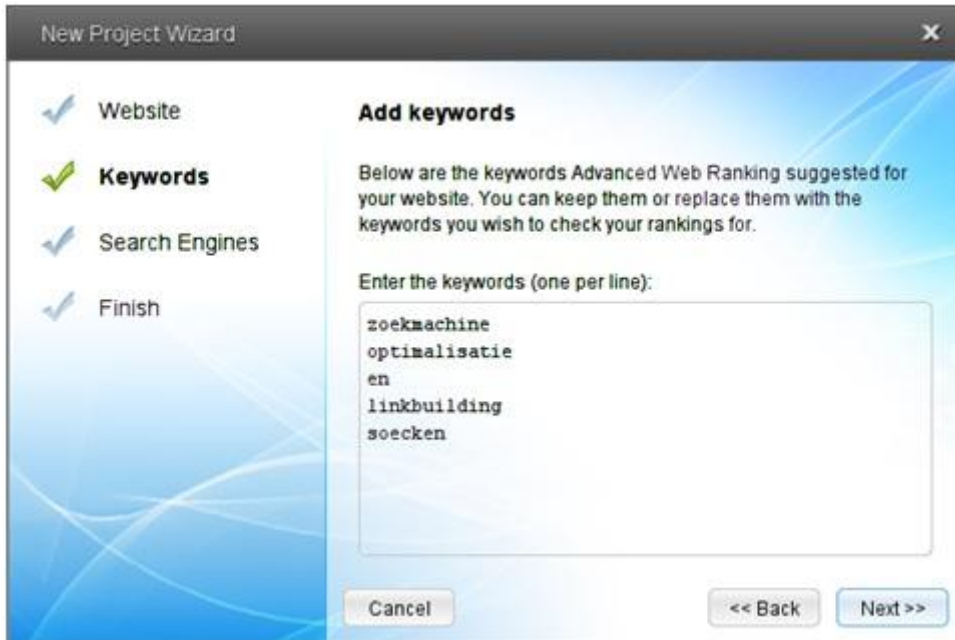 New Project Wizard
Website
Keywords
Search Engines
Finish
Add keywords
Below are the keywords Advanced Web Ranking suggested for
your website. You can keep them or replace them with the
keywords you wish to check your rankings for.
Enter the keywords (one per line):
zoekmachine
optimalisatie
en
linkbuilding
soecken
Cancel
<< Back
Next >>